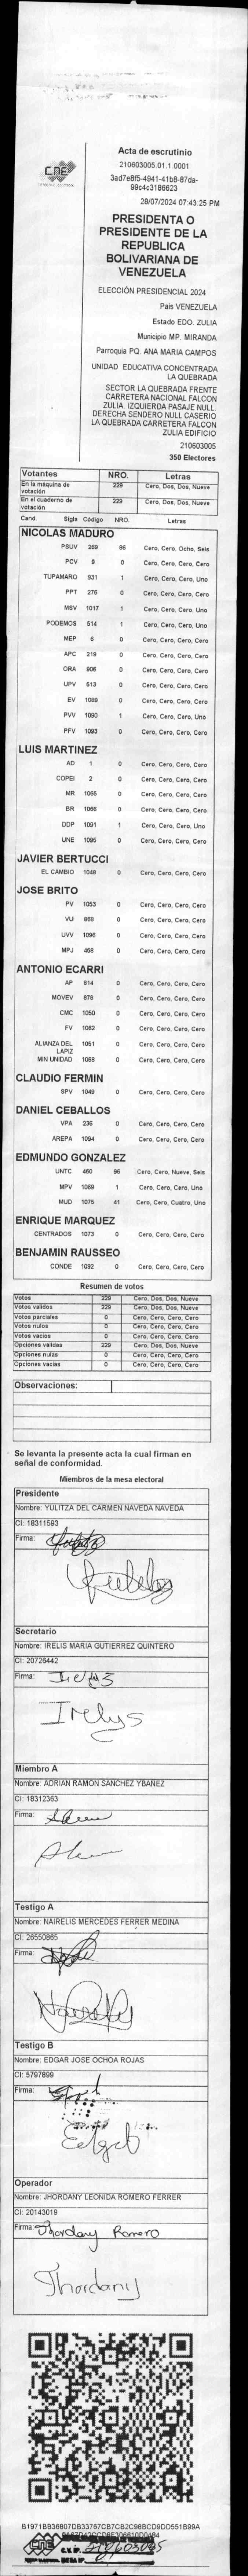 CNE
Acta de escrutinio
210603005.01.1.0001
3ad7e8f5-4941-41b8-87da-
99c4c3186623
28/07/2024 07:43:25 PM
PRESIDENTA O
PRESIDENTE DE LA
REPUBLICA
BOLIVARIANA DE
VENEZUELA
ELECCIÓN PRESIDENCIAL 2024
País VENEZUELA
Estado EDO. ZULIA
Municipio MP. MIRANDA
Parroquia PQ. ANA MARIA CAMPOS
UNIDAD EDUCATIVA CONCENTRADA
LA QUEBRADA
SECTOR LA QUEBRADA FRENTE
CARRETERA NACIONAL FALCON
ZULIA IZQUIERDA PASAJE NULL.
DERECHA SENDERO NULL CASERIO
LA QUEBRADA CARRETERA FALCON
ZULIA EDIFICIO
210603005
350 Electores
Votantes NRO. Letras
En la máquina de votación 229 Cero, Dos, Dos, Nueve
En el cuaderno de votación 229 Cero, Dos, Dos, Nueve
Cand Sigla Código NRO. Letras
NICOLAS MADURO
PSUV 269 86 Cero, Cero, Ocho, Seis
PCV 8 0 Cero, Cero, Cero, Cero
TUPAMARO 931 1 Cero, Cero, Cero, Uno
PPT 276 0 Cero, Cero, Cero, Cero
MSV 1017 1 Cero, Cero, Cero, Uno
PODEMOS 514 1 Cero, Cero, Cero, Uno
MEP 6 0 Cero, Cero, Cero, Cero
APC 219 0 Cero, Cero, Cero, Cero
ORA 906 0 Cero, Cero, Cero, Cero
UPV 513 0 Cero, Cero, Cero, Cero
EV 1089 0 Cero, Cero, Cero, Cero
PVV 1090 1 Cero, Cero, Cero, Uno
PFV 1093 0 Cero, Cero, Cero, Cero
LUIS MARTINEZ
AD 1 0 Cero, Cero, Cero, Cero
COPEI 2 0 Cero, Cero, Cero, Cero
MR 1065 0 Cero, Cero, Cero, Cero
BR 1066 0 Cero, Cero, Cero, Cero
DDP 1091 1 Cero, Cero, Cero, Uno
UNE 1095 0 Cero, Cero, Cero, Cero
JAVIER BERTUCCI
EL CAMBIO 1048 0 Cero, Cero, Cero, Cero
JOSE BRITO
PV 1053 0 Cero, Cero, Cero, Cero
VU 868 0 Cero, Cero, Cero, Cero
UVV 1096 0 Cero, Cero, Cero, Cero
MPJ 458 0 Cero, Cero, Cero, Cero
ANTONIO ECARRI
AP 814 0 Cero, Cero, Cero, Cero
MOVEV 878 0 Cero, Cero, Cero, Cero
CMC 1050 0 Cero, Cero, Cero, Cero
FV 1062 0 Cero, Cero, Cero, Cero
ALIANZA DEL LAPIZ 1051 0 Cero, Cero, Cero, Cero
MIN UNIDAD 1068 0 Cero, Cero, Cero, Cero
CLAUDIO FERMIN
SPV 1049 0 Cero, Cero, Cero, Cero
DANIEL CEBALLOS
VPA 236 0 Cero, Cero, Cero, Cero
AREPA 1094 0 Cero, Cero, Cero, Cero
EDMUNDO GONZALEZ
UNTC 460 96 Cero, Cero, Nueve, Seis
MPV 1069 1 Cero, Cero, Cero, Uno
MUD 1075 41 Cero, Cero, Cuatro, Uno
ENRIQUE MARQUEZ
CENTRADOS 1073 0 Cero, Cero, Cero, Cero
BENJAMIN RAUSSEO
CONDE 1092 0 Cero, Cero, Cero, Cero
Resumen de votos
Votos 229 Cero, Dos, Dos, Nueve
Votos validos 229 Cero, Dos, Dos, Nueve
Votos parciales 0 Cero, Cero, Cero, Cero
Votos nulos 0 Cero, Cero, Cero, Cero
Votos vacios 0 Cero, Cero, Cero, Cero
Opciones validas 229 Cero, Dos, Dos, Nueve
Opciones nulas 0 Cero, Cero, Cero, Cero
Opciones vacias 0 Cero, Cero, Cero, Cero
Observaciones:
Se levanta la presente acta la cual firman en
señal de conformidad.
Miembros de la mesa electoral
Presidente
Nombre: YULITZA DEL CARMEN NAVEDA NAVEDA
CI: 18311593
Firma:
Secretario
Nombre: IRELIS MARIA GUTIERREZ QUINTERO
CI: 20726442
Firma:
Irelys
Miembro A
Nombre: ADRIAN RAMON SANCHEZ YBAÑEZ
CI: 18312363
Firma:
Testigo A
Nombre: NAIRELIS MERCEDES FERRER MEDINA
CI: 26550865
Firma:
Testigo B
Nombre: EDGAR JOSE OCHOA ROJAS
CI: 5797899
Firma:
Operador
Nombre: JHORDANY LEONIDA ROMERO FERRER
CI: 20143019
Firma: Jhordany Romero
Jhordany
B1971BB36807DB33767CB7CB2C98BCD9DD551B99A
CNE